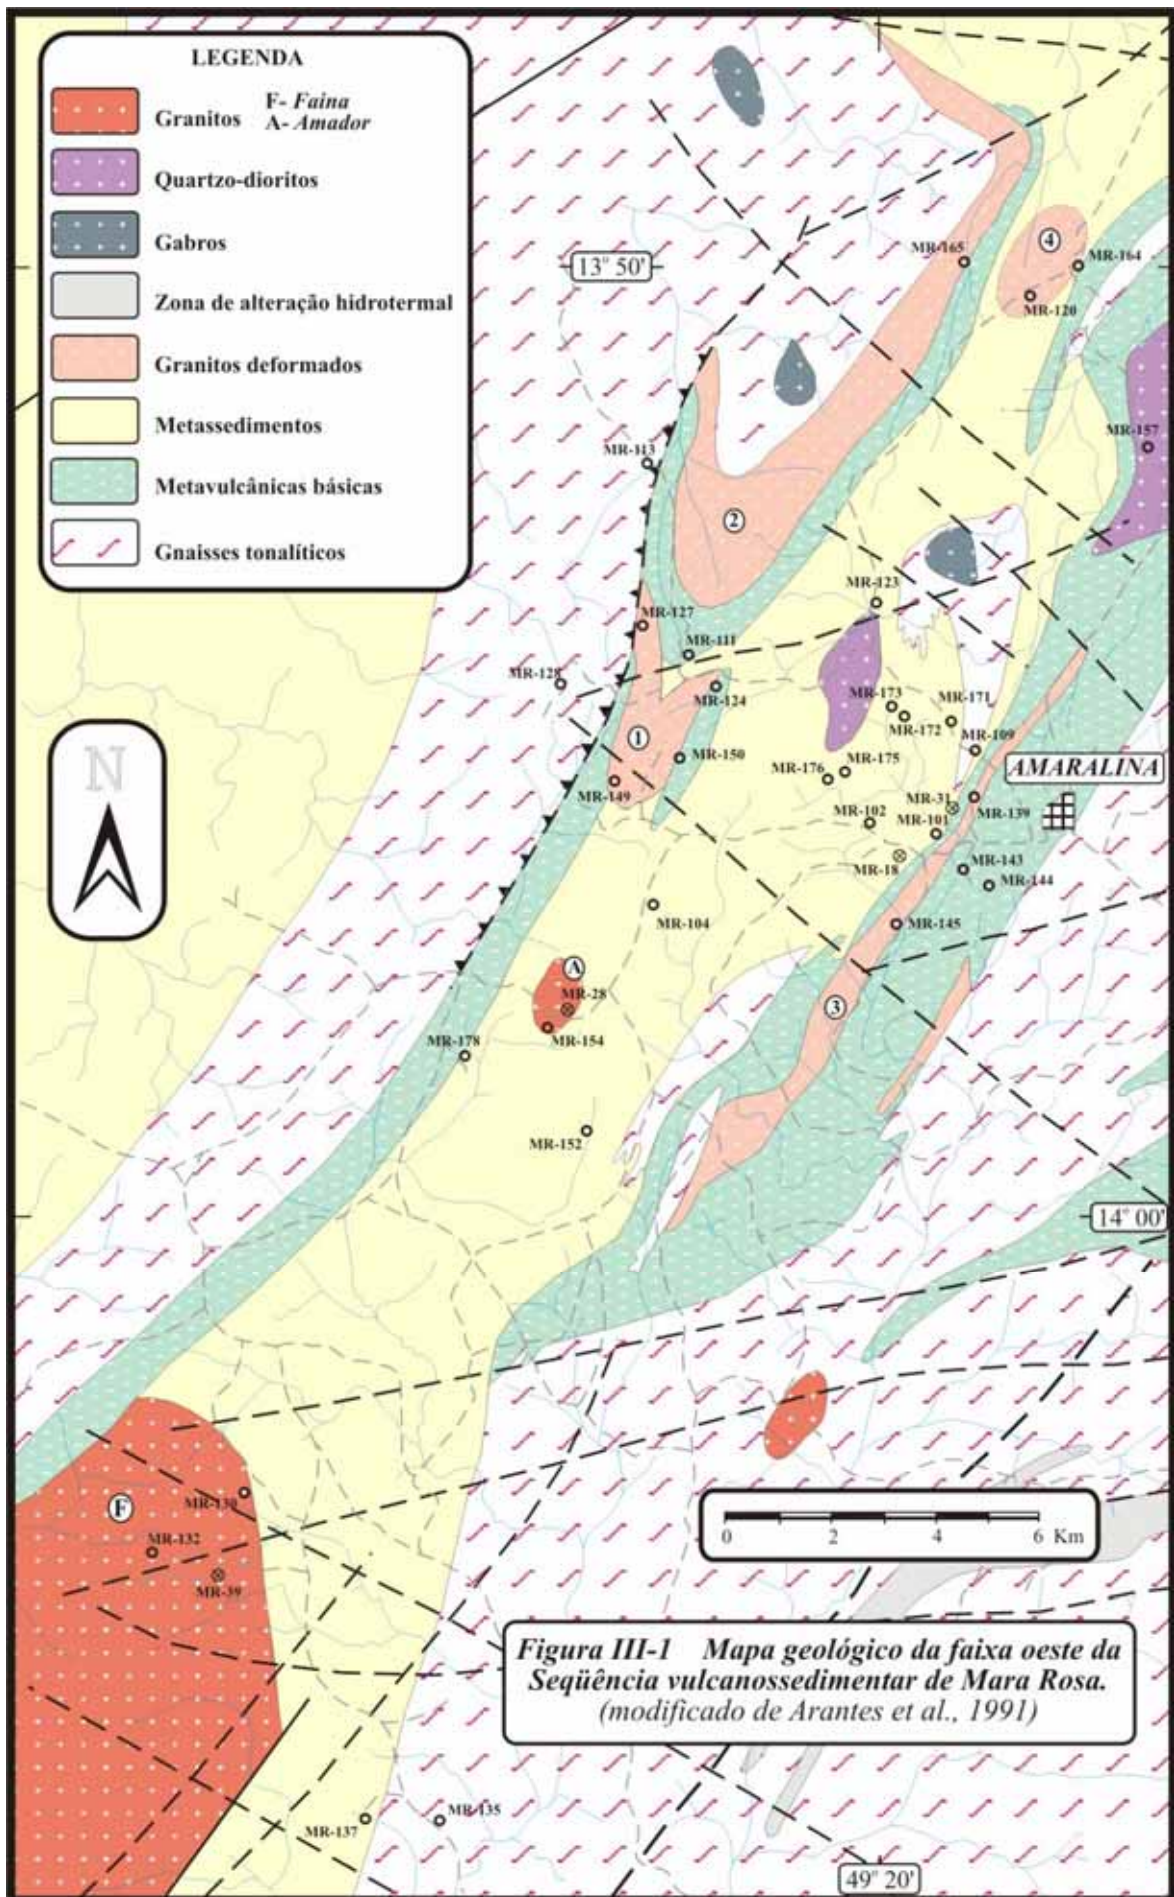 LEGENDA
Granitos F- Faina
A- Amador
Quartzo-dioritos
Gabros
Zona de alteração hidrotermal
Granitos deformados
Metassedimentos
Metavulcânicas básicas
Gnaisses tonalíticos
N
13° 50'
MR-165
4
MR-164
MR-120
MR-157
MR-113
2
MR-123
MR-127
MR-111
MR-128
MR-124
MR-173
MR-171
MR-172
1
MR-109
MR-150
AMARALINA
MR-176
MR-175
MR-149
MR-31
MR-139
MR-102
MR-101
MR-18
MR-143
MR-144
MR-104
MR-145
A
MR-28
3
MR-154
MR-178
MR-152
14° 00'
F
MR-130
MR-132
MR-39
0 2 4 6 Km
Figura III-1 Mapa geológico da faixa oeste da
Seqüência vulcanossedimentar de Mara Rosa.
(modificado de Arantes et al., 1991)
MR-137
MR-135
49° 20'